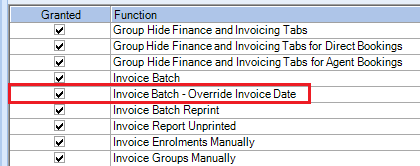 Granted Function
Group Hide Finance and Invoicing Tabs
Group Hide Finance and Invoicing Tabs for Direct Bookings
Group Hide Finance and Invoicing Tabs for Agent Bookings
Invoice Batch
Invoice Batch - Override Invoice Date
Invoice Batch Reprint
Invoice Report Unprinted
Invoice Enrolments Manually
Invoice Groups Manually